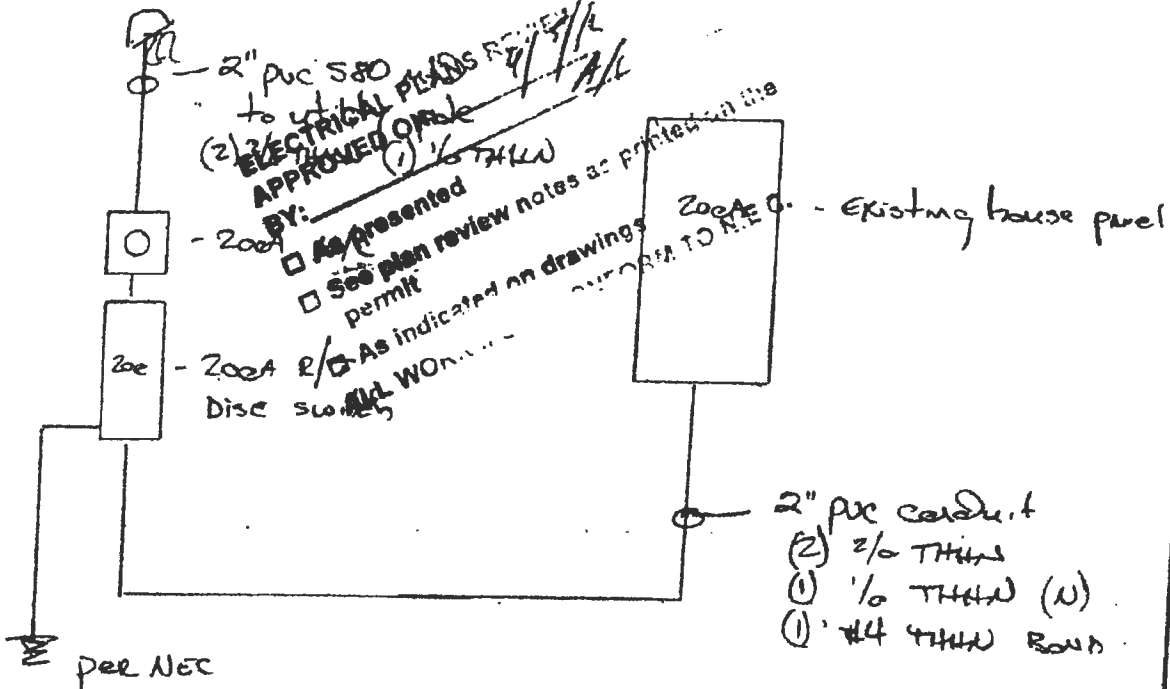 2" PVC S80
to utility pole
(2) 2/0 THHN (1) 1/0 THHN
ELECTRICAL PLANS REVIEW
APPROVED ONLY
BY:
□ As presented
□ See plan review notes as printed on the
permit
□ As indicated on drawings
ALL WORK
CONFORM TO N.E.C.
- 200A
200 - 200A R/
Disc switch
200A - Existing house panel
2" PVC conduit
(2) 2/0 THHN
(1) 1/0 THHN (N)
(1) #4 THHN BOND
per NEC